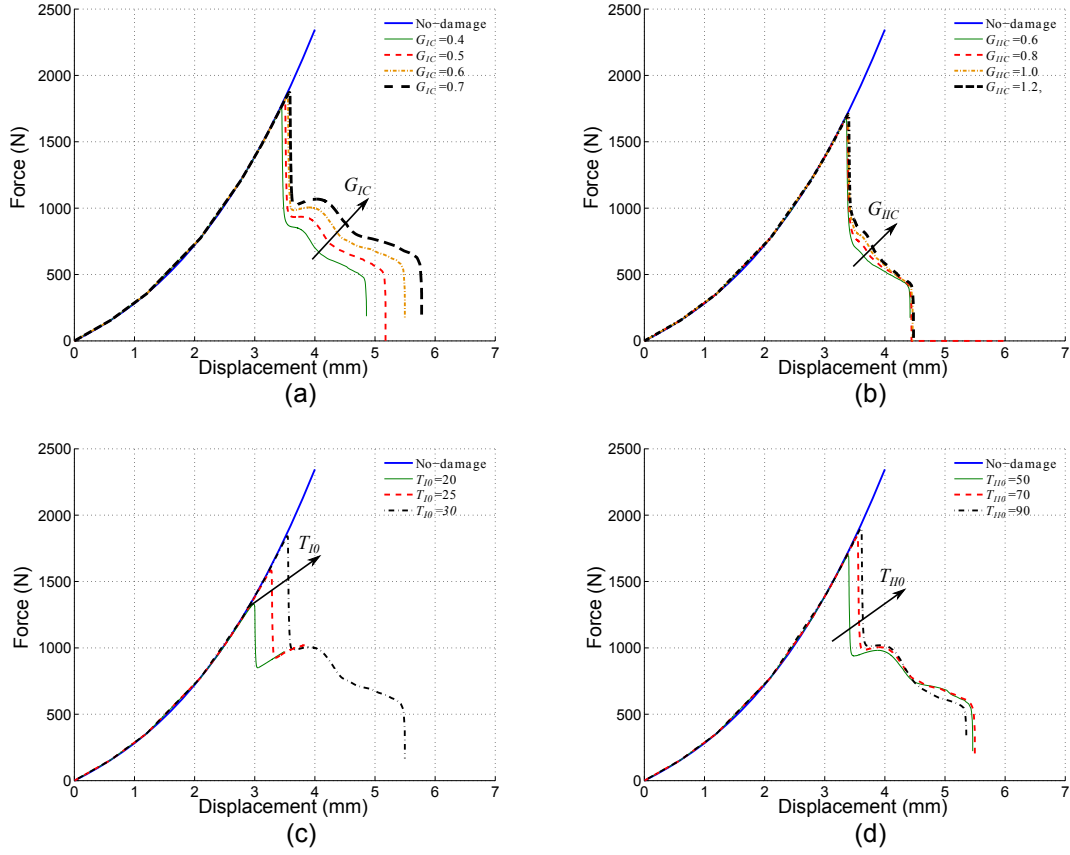 2500
2000
1500
1000
500
0
Force (N)
No-damage
G_IC=0.4
G_IC=0.5
G_IC=0.6
G_IC=0.7
G_IC
0 1 2 3 4 5 6 7
Displacement (mm)
(a)
2500
2000
1500
1000
500
0
Force (N)
No-damage
G_IIC=0.6
G_IIC=0.8
G_IIC=1.0
G_IIC=1.2,
G_IIC
0 1 2 3 4 5 6 7
Displacement (mm)
(b)
2500
2000
1500
1000
500
0
Force (N)
No-damage
T_I0=20
T_I0=25
T_I0=30
T_I0
0 1 2 3 4 5 6 7
Displacement (mm)
(c)
2500
2000
1500
1000
500
0
Force (N)
No-damage
T_II0=50
T_II0=70
T_II0=90
T_II0
0 1 2 3 4 5 6 7
Displacement (mm)
(d)